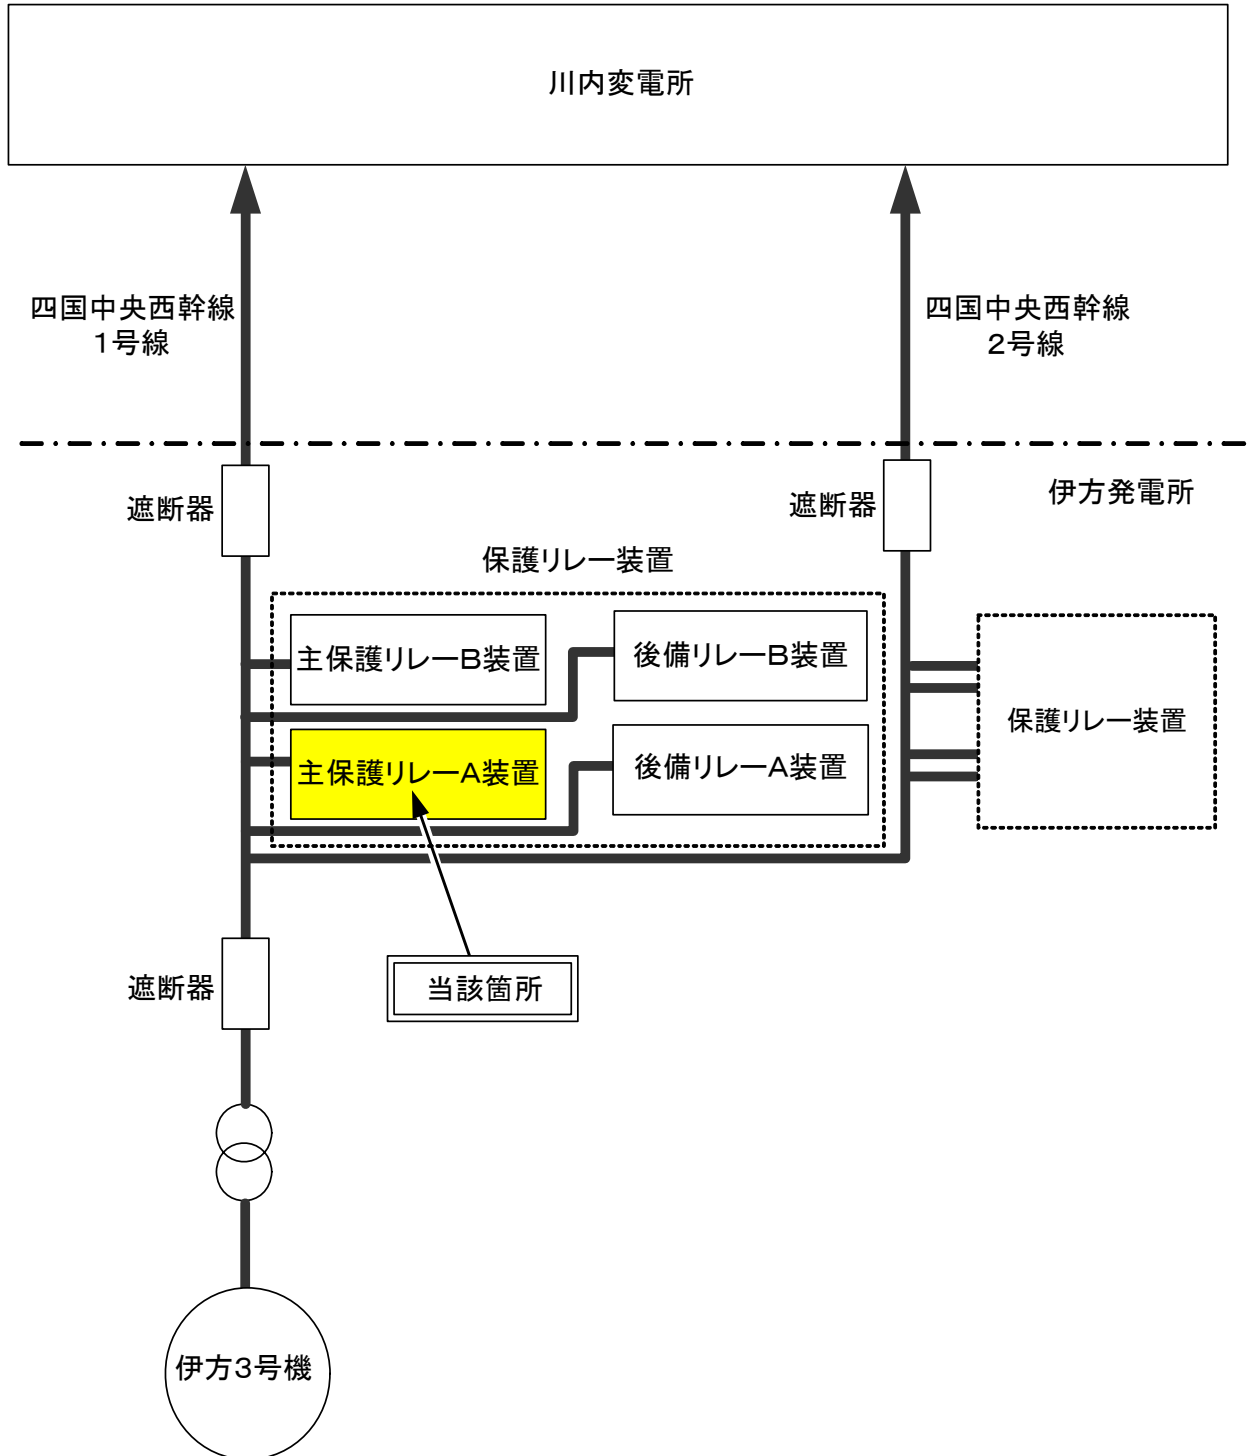 川内変電所
四国中央西幹線
１号線
四国中央西幹線
２号線
伊方発電所
遮断器
遮断器
保護リレー装置
主保護リレーＢ装置
後備リレーＢ装置
保護リレー装置
主保護リレーＡ装置
後備リレーＡ装置
遮断器
当該箇所
伊方３号機